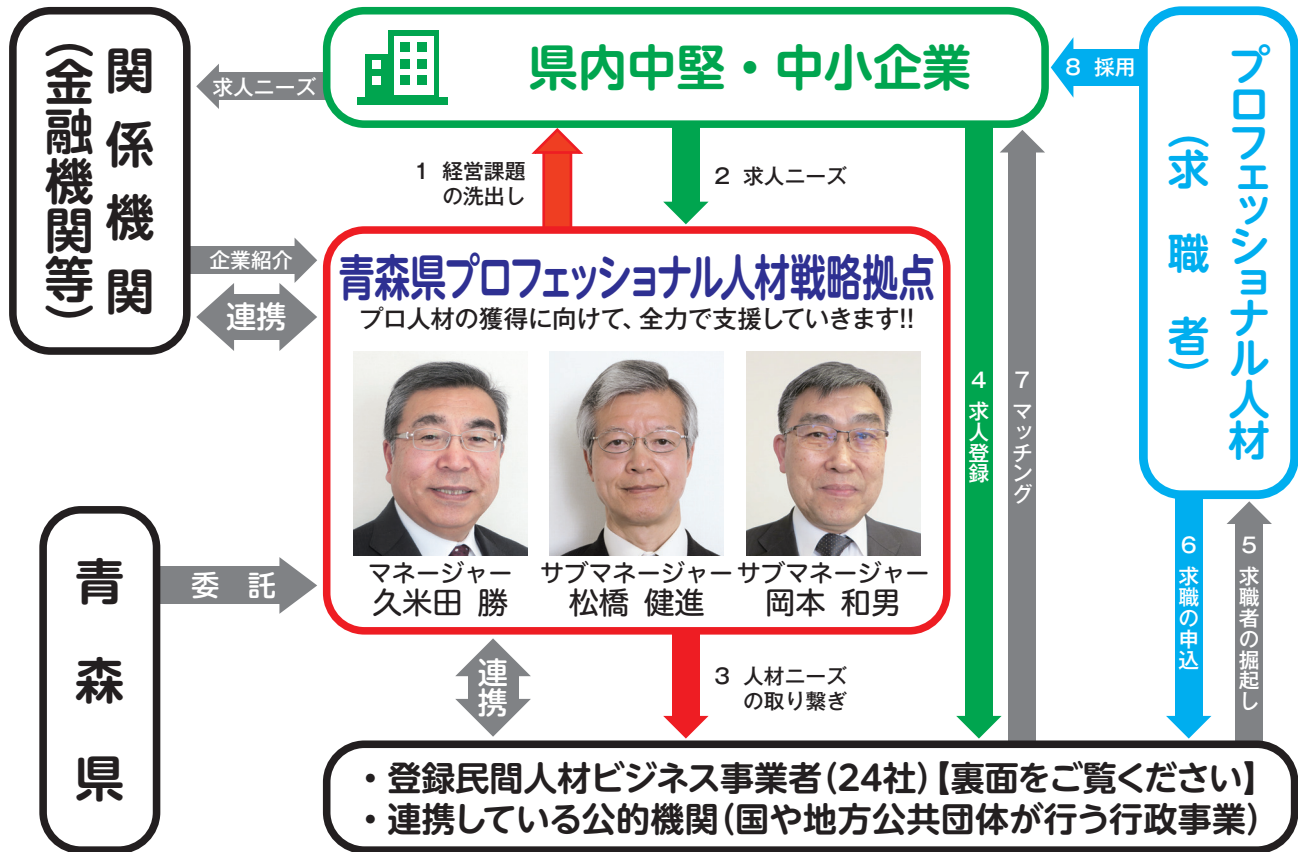 関係機関
（金融機関等）
求人ニーズ
県内中堅・中小企業
8 採用
プロフェッショナル人材
（求職者）
1 経営課題
の洗出し
2 求人ニーズ
企業紹介
連携
青森県プロフェッショナル人材戦略拠点
プロ人材の獲得に向けて、全力で支援していきます!!
マネージャー
久米田 勝
サブマネージャー
松橋 健進
サブマネージャー
岡本 和男
4 求人登録
7 マッチング
青森県
委託
6 求職の申込
5 求職者の掘起し
連携
3 人材ニーズ
の取り繋ぎ
・登録民間人材ビジネス事業者（24社）【裏面をご覧ください】
・連携している公的機関（国や地方公共団体が行う行政事業）